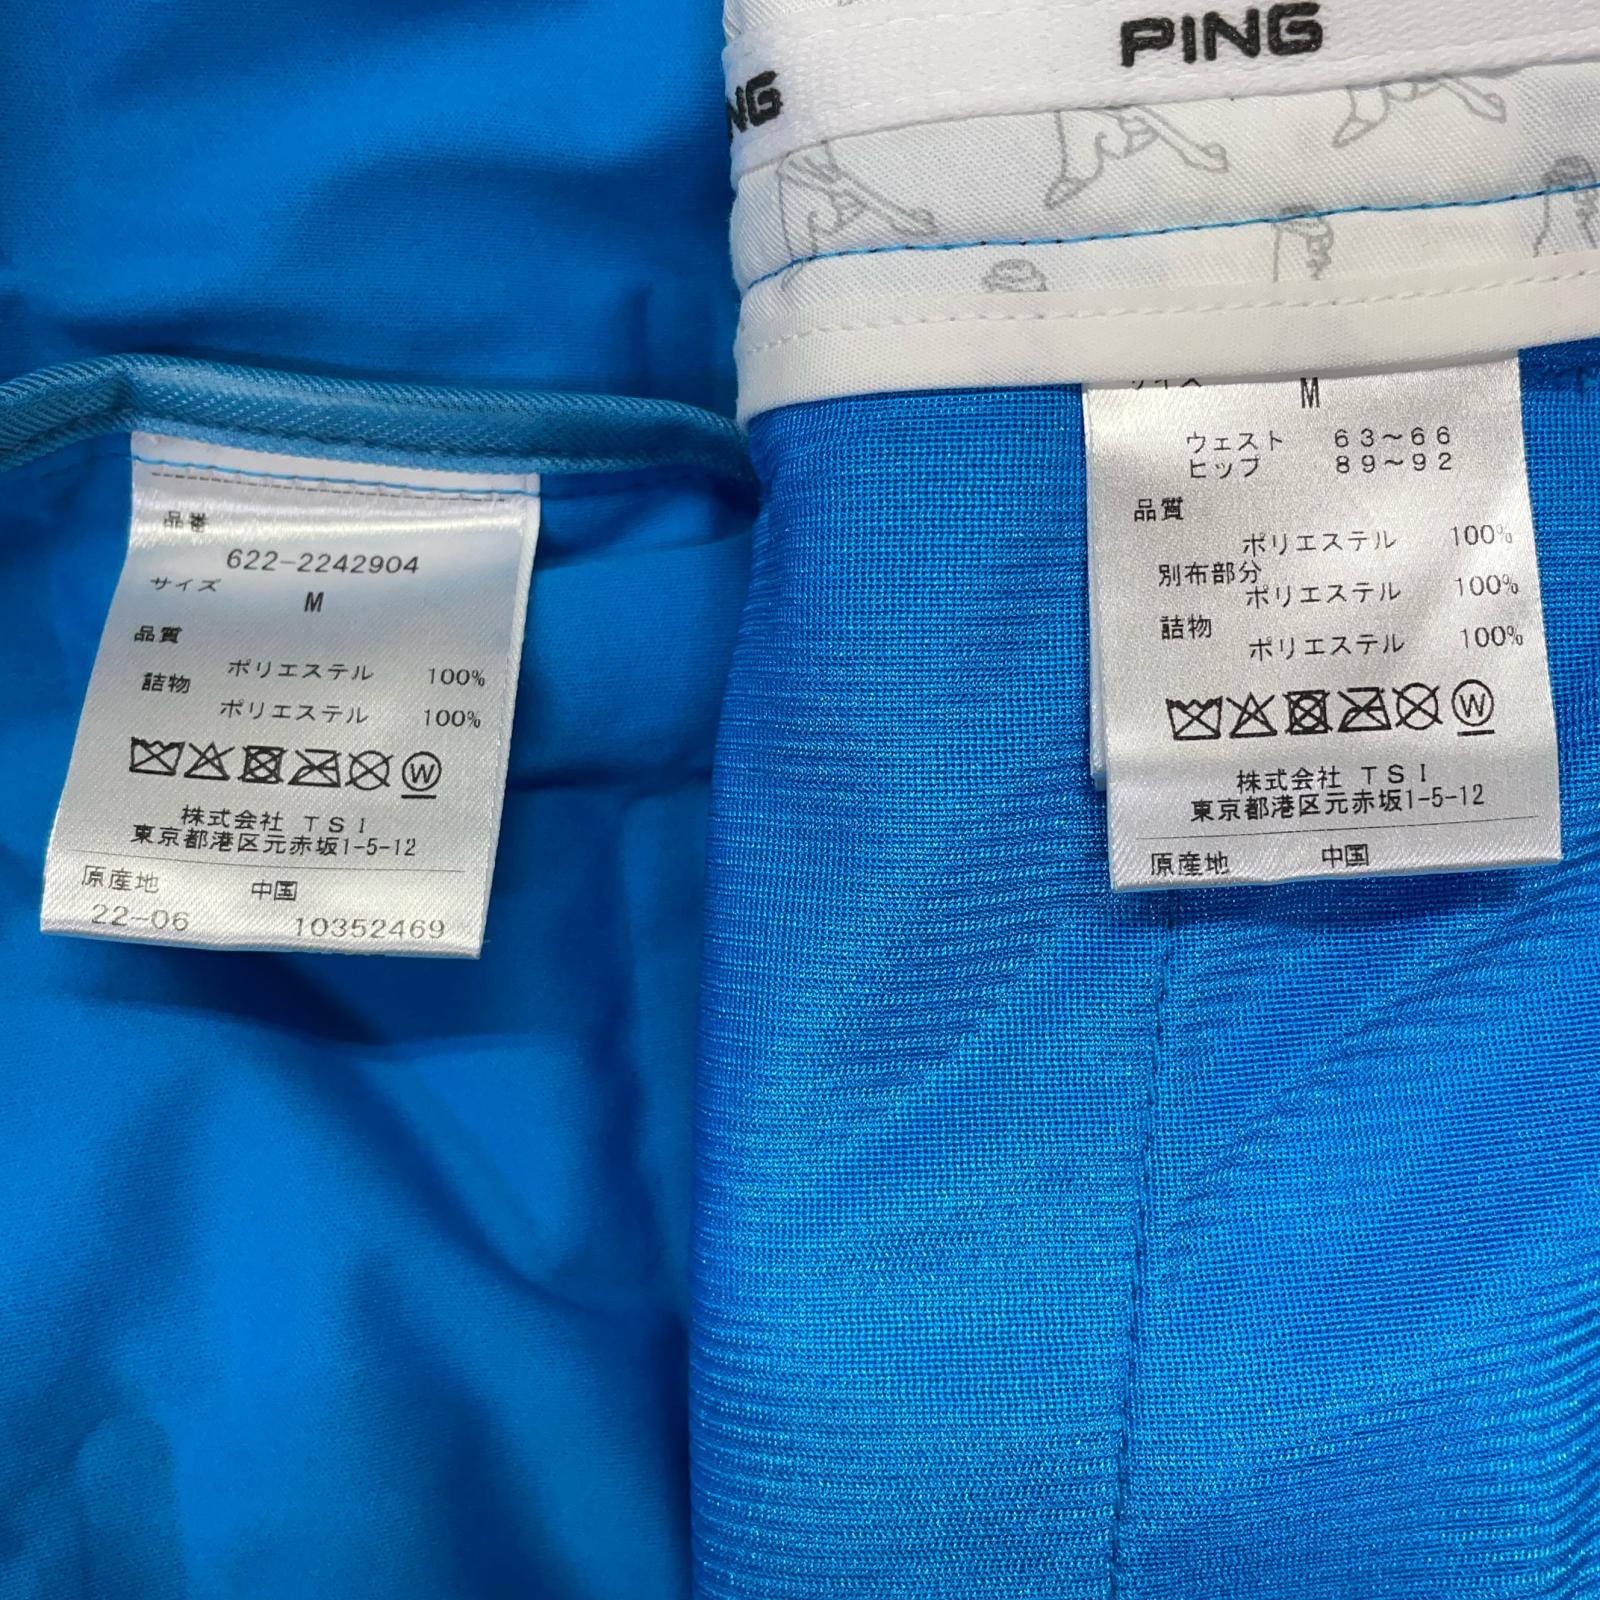 PING
NG
品番
622-2242904
サイズ
M
品質
ポリエステル 100%
詰物
ポリエステル 100%
W
株式会社 TSI
東京都港区元赤坂1-5-12
原産地 中国
22-06 10352469
サイズ M
ウェスト 63～66
ヒップ 89～92
品質
ポリエステル 100%
別布部分
ポリエステル 100%
詰物
ポリエステル 100%
W
株式会社 TSI
東京都港区元赤坂1-5-12
原産地 中国